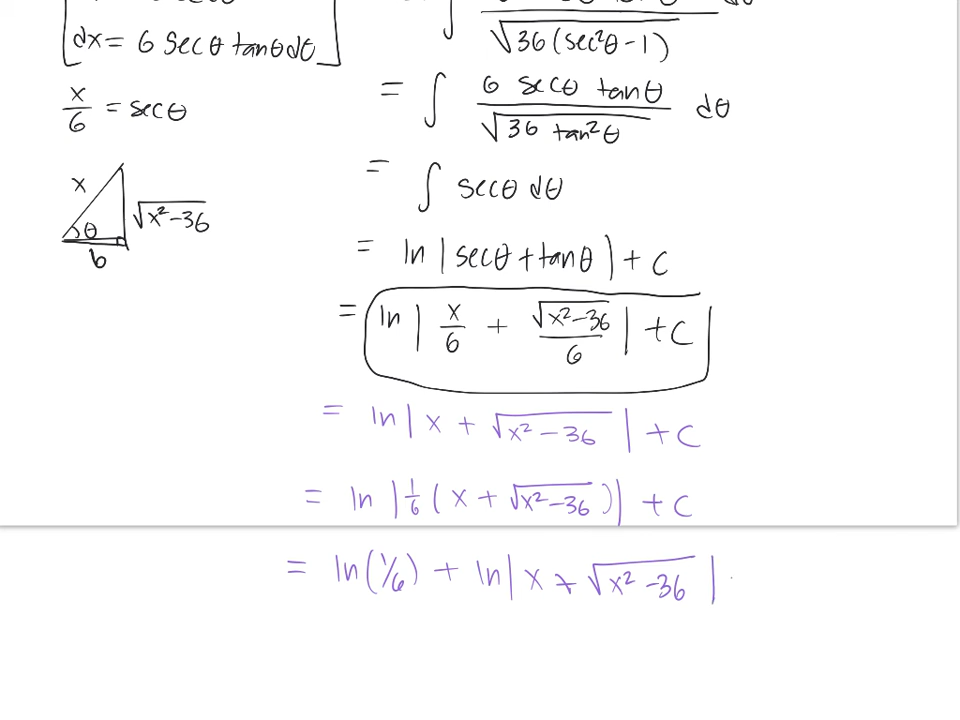 dx = 6 secθ tanθ dθ
x/6 = secθ
x
θ
√x²-36
6
∫ / √36(sec²θ-1)
= ∫ 6 secθ tanθ / √36 tan²θ dθ
= ∫ secθ dθ
= ln | secθ + tanθ | + C
= ln | x/6 + √x²-36/6 | + C
= ln | x + √x²-36 | + C
= ln | 1/6 ( x + √x²-36 ) | + C
= ln(1/6) + ln | x + √x²-36 |